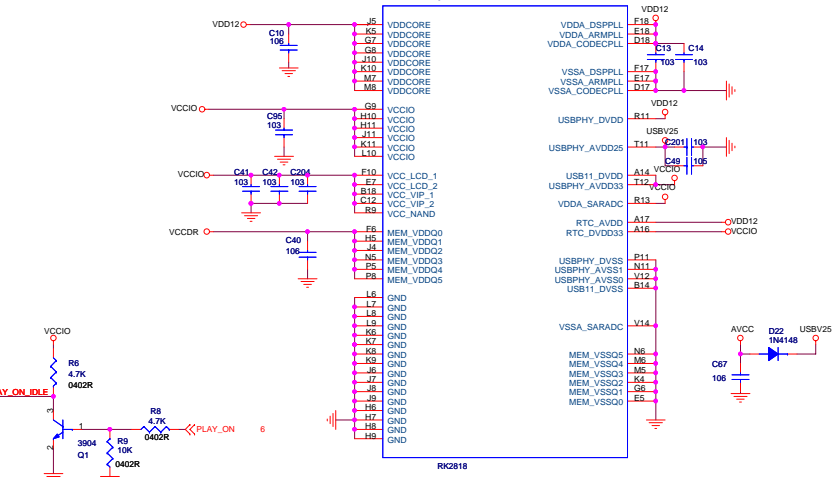 VDD12
C10
106
J5 VDDCORE
K5 VDDCORE
G7 VDDCORE
G8 VDDCORE
J10 VDDCORE
K10 VDDCORE
M7 VDDCORE
M8 VDDCORE
VCCIO
C95
103
G9 VCCIO
H10 VCCIO
H11 VCCIO
J11 VCCIO
K11 VCCIO
L10 VCCIO
VCCIO
C41
103
C42
103
C204
103
F10 VCC_LCD_1
E7 VCC_LCD_2
B18 VCC_VIP_1
C12 VCC_VIP_2
R9 VCC_NAND
VCCDR
C40
106
F6 MEM_VDDQ0
H5 MEM_VDDQ1
J4 MEM_VDDQ2
N5 MEM_VDDQ3
P5 MEM_VDDQ4
P8 MEM_VDDQ5
L6 GND
L7 GND
L8 GND
L9 GND
K6 GND
K7 GND
K8 GND
K9 GND
J6 GND
J7 GND
J8 GND
J9 GND
H6 GND
H7 GND
H8 GND
H9 GND
RK2818
VDD12
VDDA_DSPPLL F18
VDDA_ARMPLL E18
VDDA_CODECPLL D18
C13
103
C14
103
VSSA_DSPPLL F17
VSSA_ARMPLL E17
VSSA_CODECPLL D17
VDD12
USBPHY_DVDD R11
USBV25
USBPHY_AVDD25 T11
C201 103
C49 105
VCCIO
USB11_DVDD A14
USBPHY_AVDD33 T12
VCCIO
VDDA_SARADC R13
RTC_AVDD A17 VDD12
RTC_DVDD33 A16 VCCIO
USBPHY_DVSS P11
USBPHY_AVSS1 N11
USBPHY_AVSS0 V12
USB11_DVSS B14
VSSA_SARADC V14
MEM_VSSQ5 N6
MEM_VSSQ4 M6
MEM_VSSQ3 M5
MEM_VSSQ2 K4
MEM_VSSQ1 G6
MEM_VSSQ0 E5
AVCC
D22
1N4148
USBV25
C67
106
VCCIO
R6
4.7K
0402R
AY_ON_IDLE
3
1
2
3904
Q1
R9
10K
0402R
R8
4.7K
0402R
PLAY_ON 6